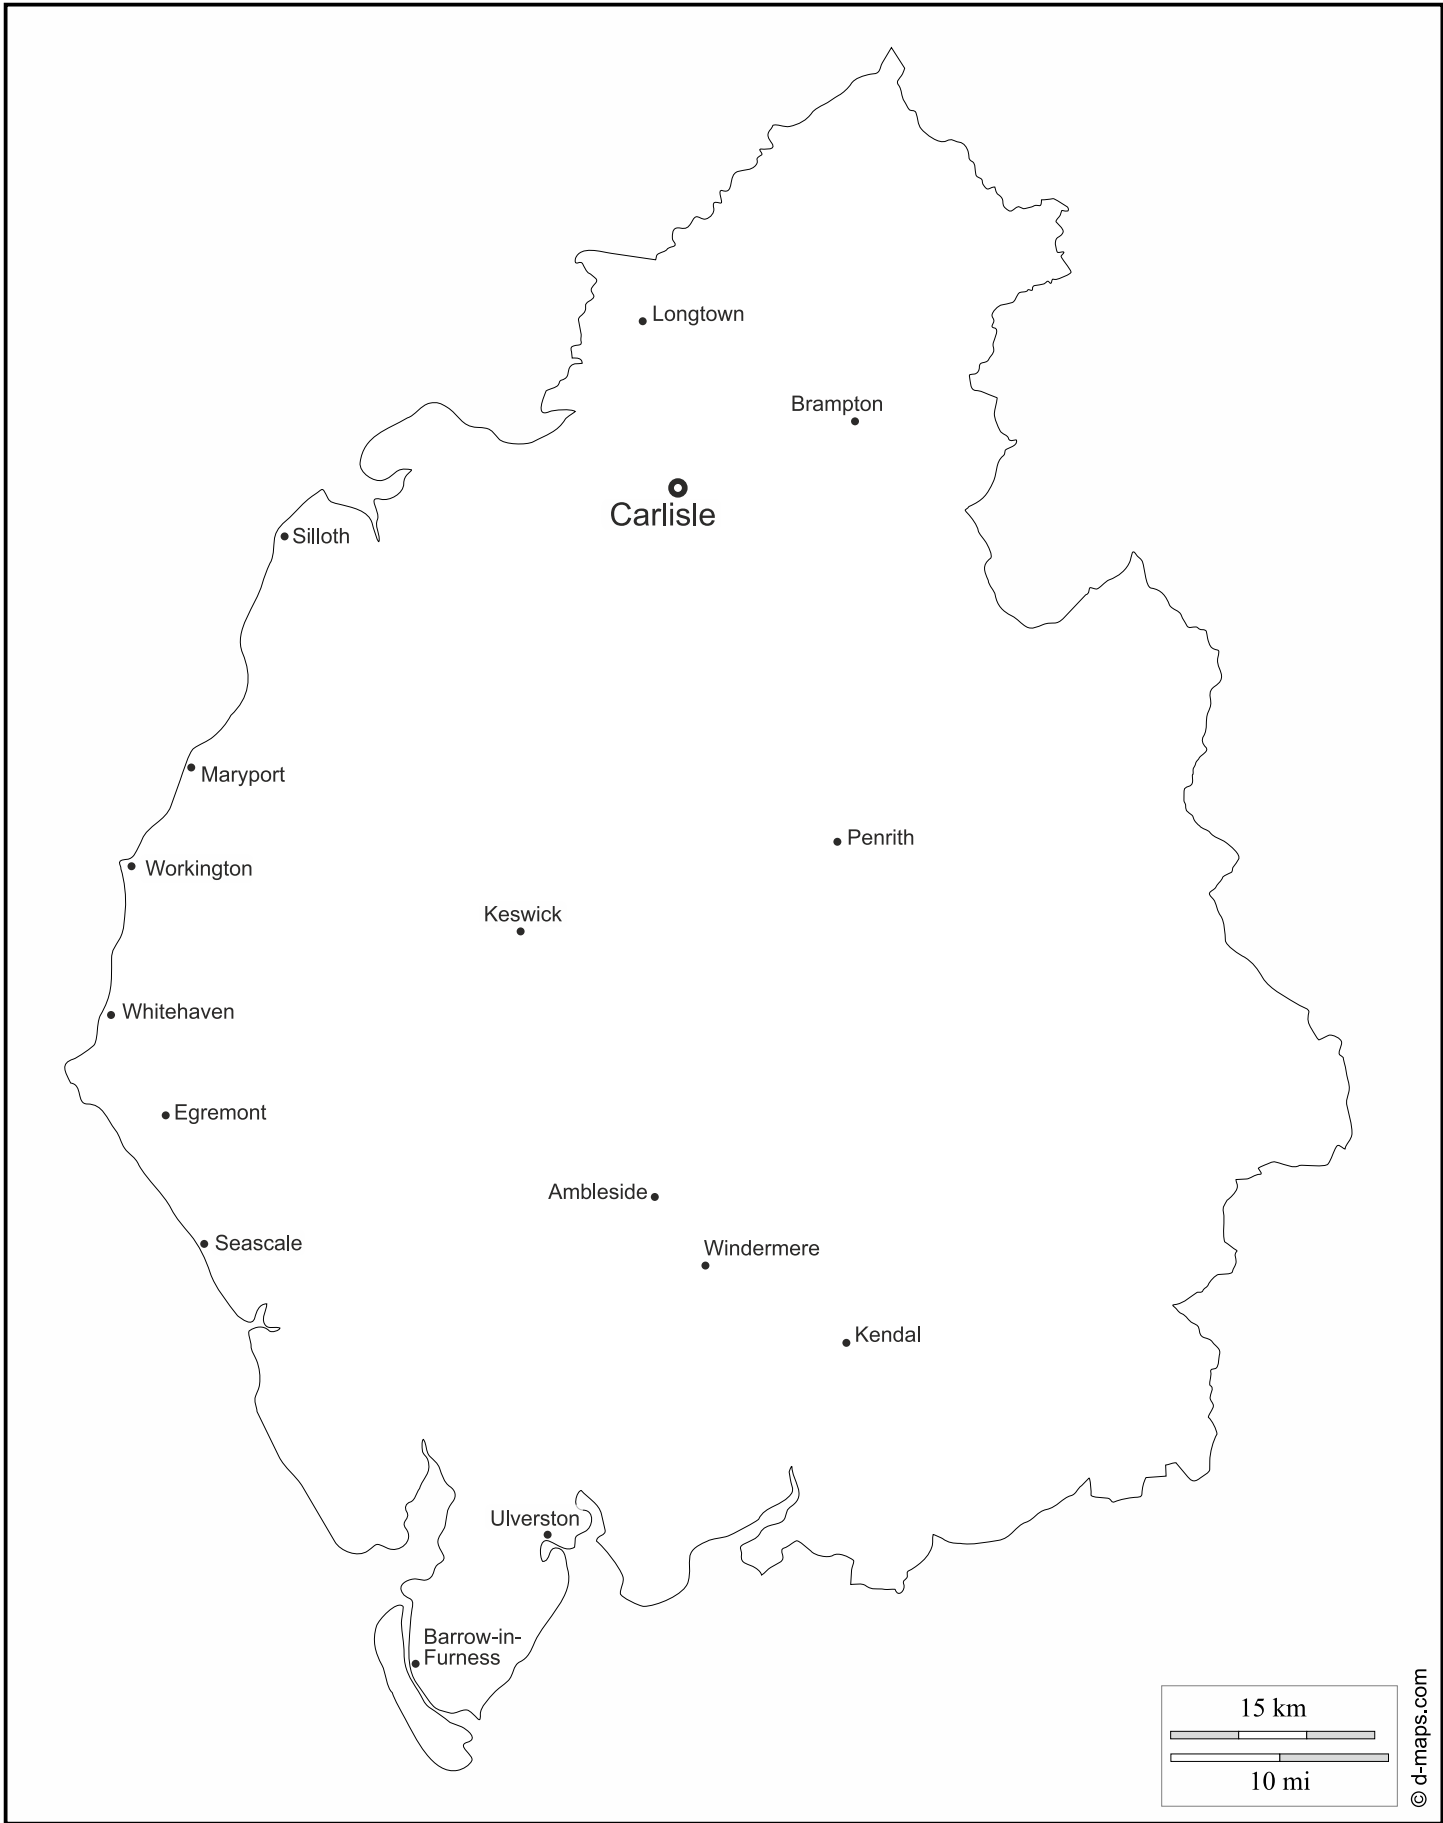 Longtown
Brampton
Carlisle
Silloth
Maryport
Penrith
Workington
Keswick
Whitehaven
Egremont
Ambleside
Seascale
Windermere
Kendal
Ulverston
Barrow-in-
Furness
15 km
10 mi
© d-maps.com